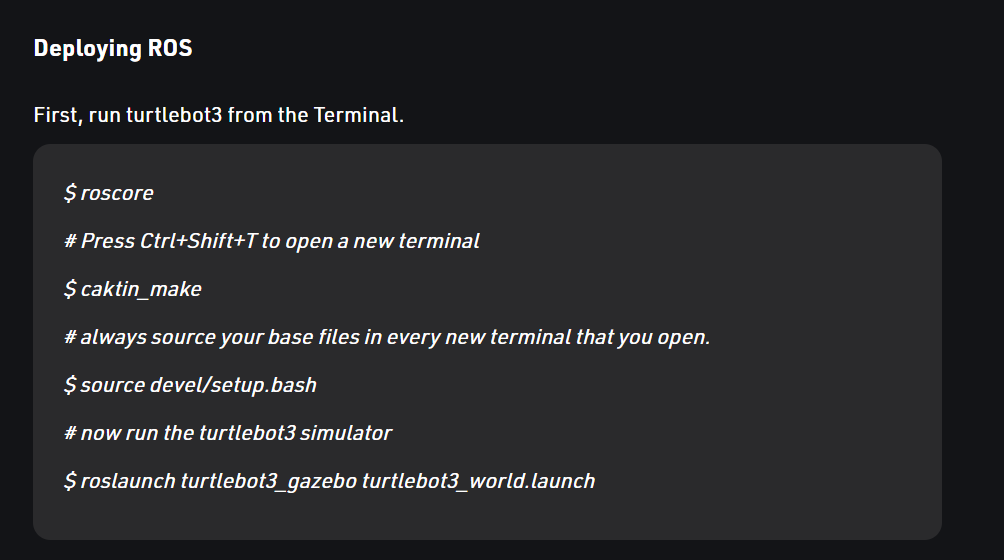 Deploying ROS
First, run turtlebot3 from the Terminal.
$ roscore
# Press Ctrl+Shift+T to open a new terminal
$ caktin_make
# always source your base files in every new terminal that you open.
$ source devel/setup.bash
# now run the turtlebot3 simulator
$ roslaunch turtlebot3_gazebo turtlebot3_world.launch